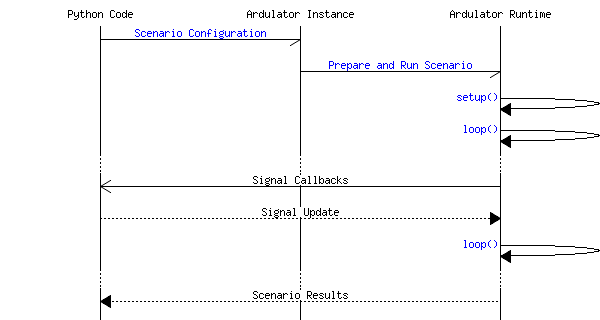 Python Code Ardulator Instance Ardulator Runtime
Scenario Configuration
Prepare and Run Scenario
setup()
loop()
Signal Callbacks
Signal Update
loop()
Scenario Results